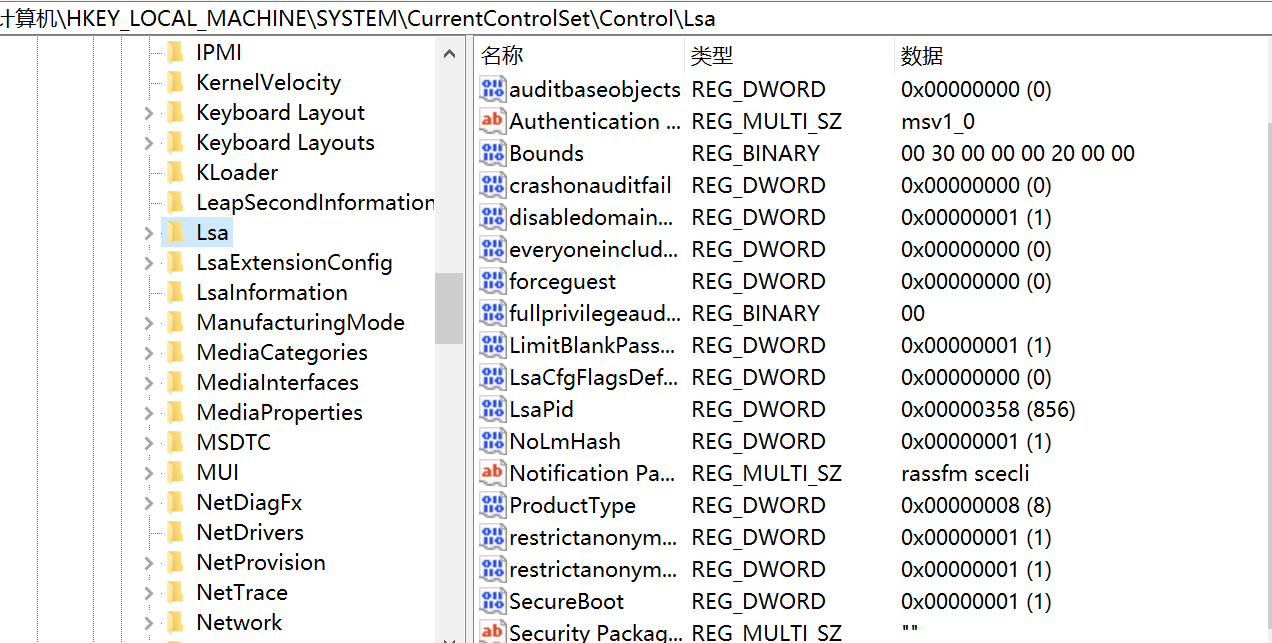 计算机\HKEY_LOCAL_MACHINE\SYSTEM\CurrentControlSet\Control\Lsa
IPMI
KernelVelocity
Keyboard Layout
Keyboard Layouts
KLoader
LeapSecondInformation
Lsa
LsaExtensionConfig
LsaInformation
ManufacturingMode
MediaCategories
MediaInterfaces
MediaProperties
MSDTC
MUI
NetDiagFx
NetDrivers
NetProvision
NetTrace
Network
名称 类型 数据
auditbaseobjects REG_DWORD 0x00000000 (0)
Authentication ... REG_MULTI_SZ msv1_0
Bounds REG_BINARY 00 30 00 00 00 20 00 00
crashonauditfail REG_DWORD 0x00000000 (0)
disabledomain... REG_DWORD 0x00000001 (1)
everyoneinclud... REG_DWORD 0x00000000 (0)
forceguest REG_DWORD 0x00000000 (0)
fullprivilegeaud... REG_BINARY 00
LimitBlankPass... REG_DWORD 0x00000001 (1)
LsaCfgFlagsDef... REG_DWORD 0x00000000 (0)
LsaPid REG_DWORD 0x00000358 (856)
NoLmHash REG_DWORD 0x00000001 (1)
Notification Pa... REG_MULTI_SZ rassfm scecli
ProductType REG_DWORD 0x00000008 (8)
restrictanonym... REG_DWORD 0x00000001 (1)
restrictanonym... REG_DWORD 0x00000001 (1)
SecureBoot REG_DWORD 0x00000001 (1)
Security Packag... REG_MULTI_SZ ""